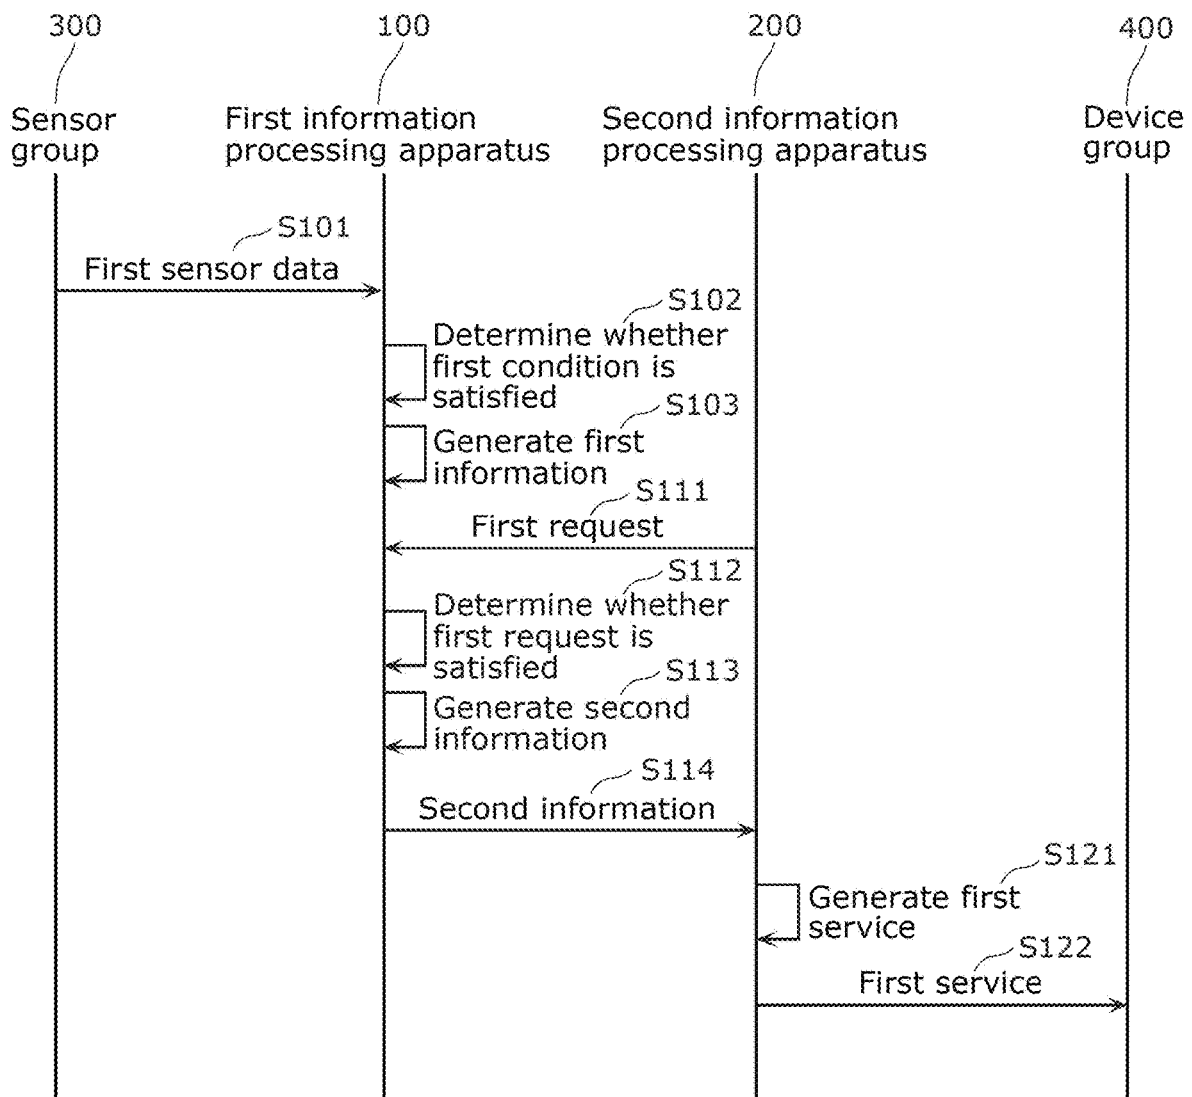 300
100
200
400
Sensor
group
First information
processing apparatus
Second information
processing apparatus
Device
group
S101
First sensor data
S102
Determine whether
first condition is
satisfied
S103
Generate first
information
S111
First request
S112
Determine whether
first request is
satisfied
S113
Generate second
information
S114
Second information
S121
Generate first
service
S122
First service